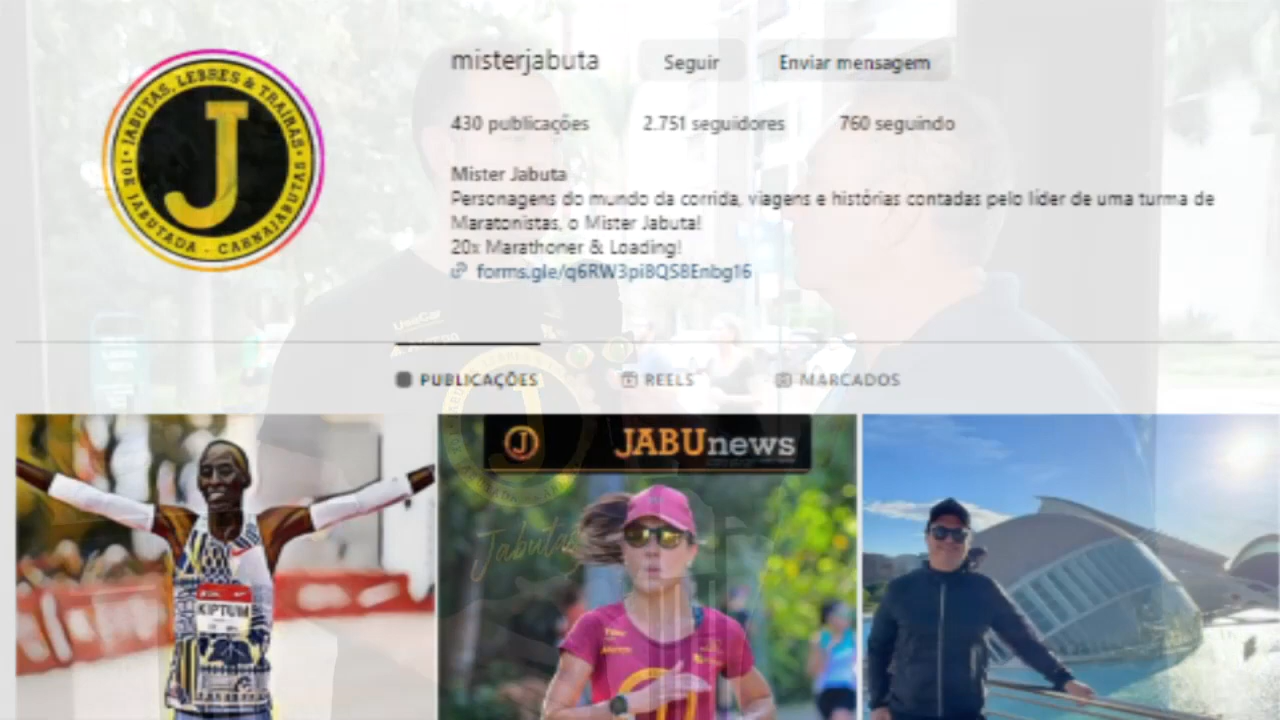 misterjabuta Seguir Enviar mensagem
430 publicações 2.751 seguidores 760 seguindo
JABUTAS, LEBRES & TRAÍRAS
J
JABUTADA - CARNAJABUTAS
Mister Jabuta
Personagens do mundo da corrida, viagens e histórias contadas pelo líder de uma turma de
Maratonistas, o Mister Jabuta!
20x Marathoner & Loading!
forms.gle/q6RW3pi8QS8Enbg16
PUBLICAÇÕES REELS MARCADOS
J JABUnews
KIPTUM